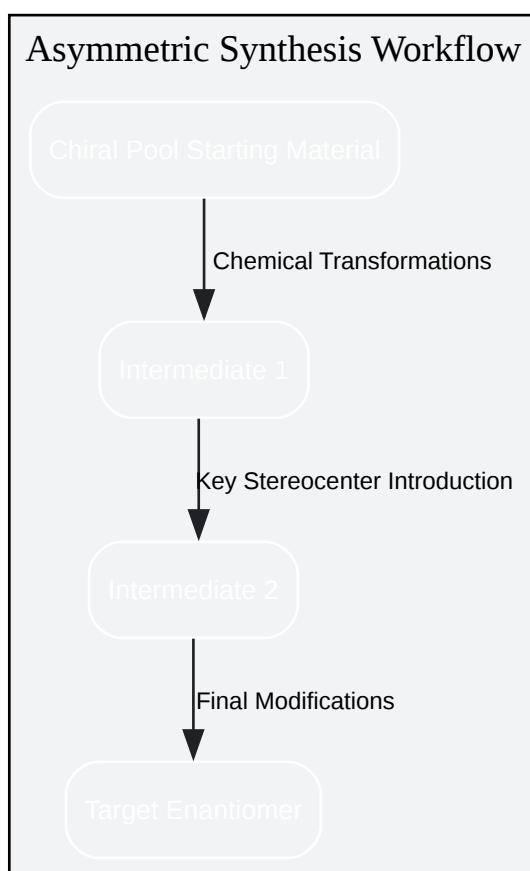 Asymmetric Synthesis Workflow
Chiral Pool Starting Material
Chemical Transformations
Intermediate 1
Key Stereocenter Introduction
Intermediate 2
Final Modifications
Target Enantiomer